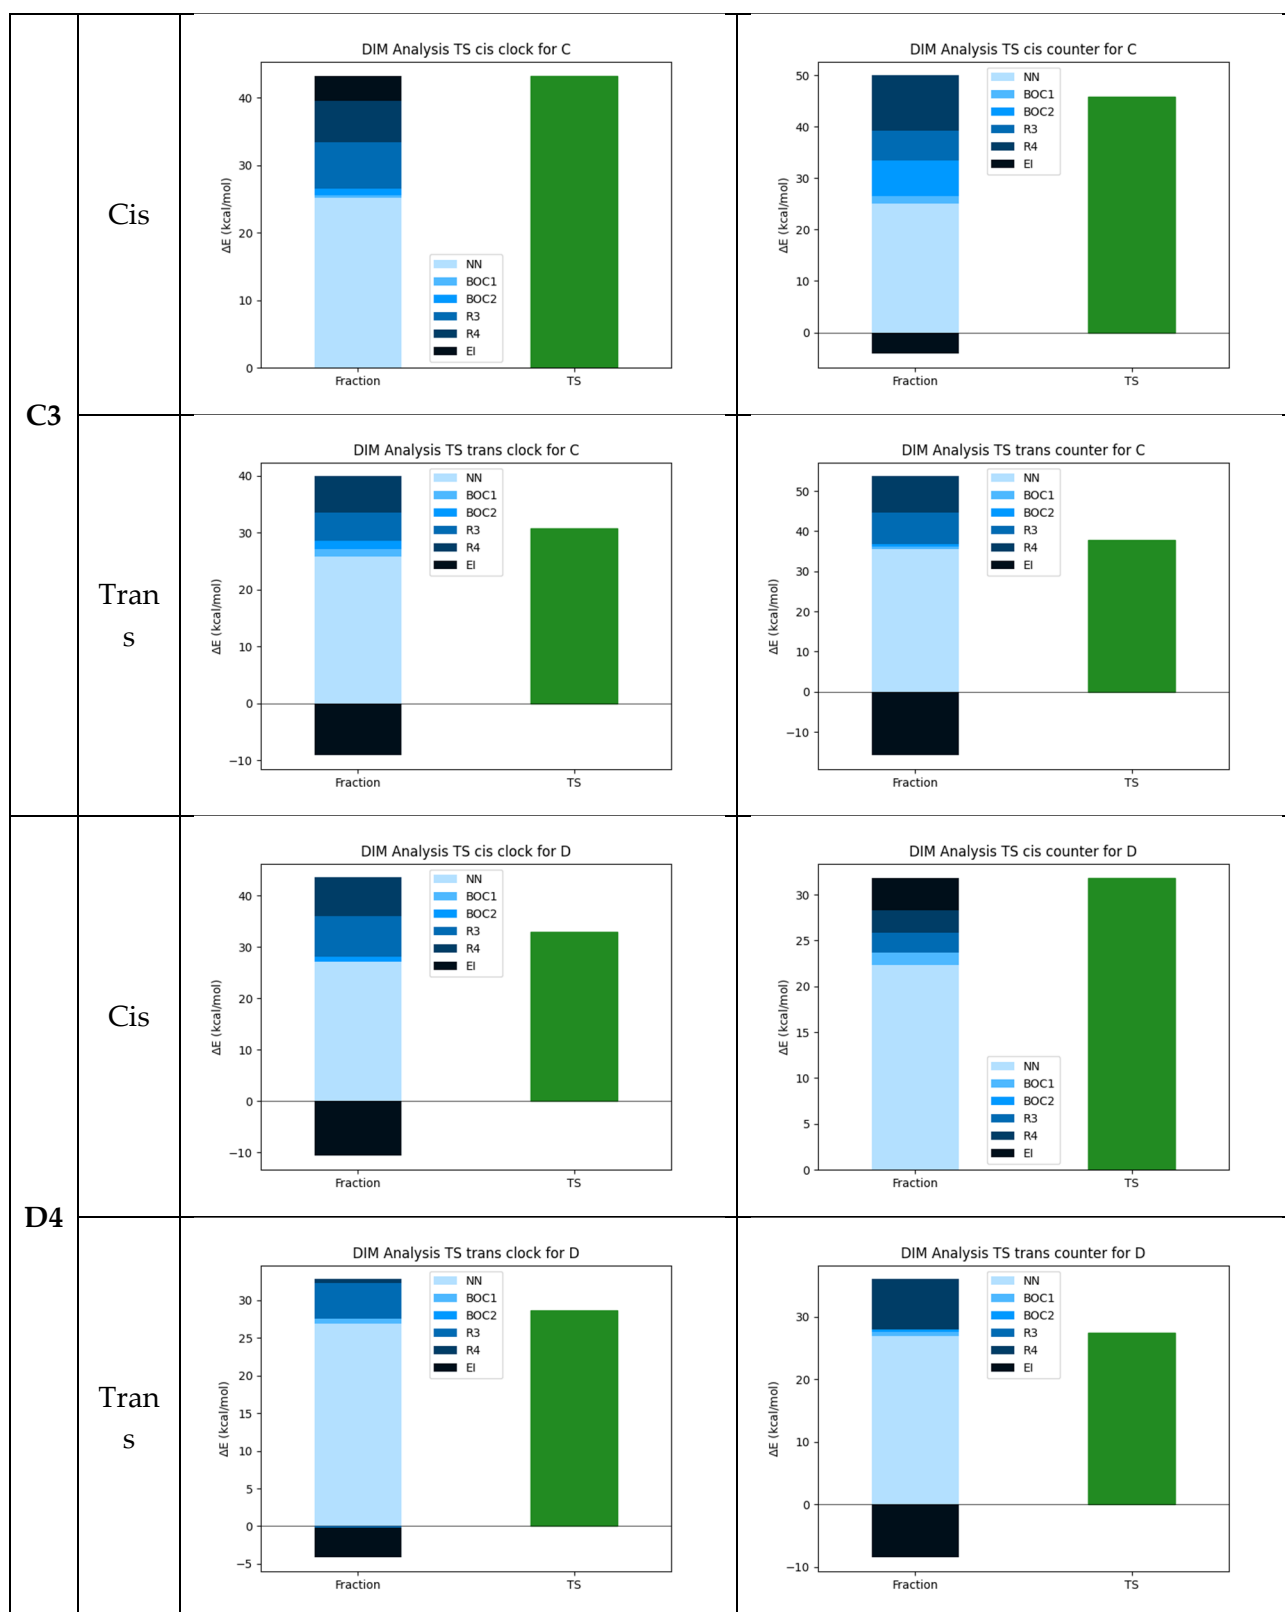 C3
Cis
DIM Analysis TS cis clock for C
ΔE (kcal/mol)
40
30
20
10
0
NN
BOC1
BOC2
R3
R4
EI
Fraction
TS
DIM Analysis TS cis counter for C
ΔE (kcal/mol)
50
40
30
20
10
0
NN
BOC1
BOC2
R3
R4
EI
Fraction
TS
Tran
s
DIM Analysis TS trans clock for C
ΔE (kcal/mol)
40
30
20
10
0
−10
NN
BOC1
BOC2
R3
R4
EI
Fraction
TS
DIM Analysis TS trans counter for C
ΔE (kcal/mol)
50
40
30
20
10
0
−10
NN
BOC1
BOC2
R3
R4
EI
Fraction
TS
D4
Cis
DIM Analysis TS cis clock for D
ΔE (kcal/mol)
40
30
20
10
0
−10
NN
BOC1
BOC2
R3
R4
EI
Fraction
TS
DIM Analysis TS cis counter for D
ΔE (kcal/mol)
30
25
20
15
10
5
0
NN
BOC1
BOC2
R3
R4
EI
Fraction
TS
Tran
s
DIM Analysis TS trans clock for D
ΔE (kcal/mol)
30
25
20
15
10
5
0
−5
NN
BOC1
BOC2
R3
R4
EI
Fraction
TS
DIM Analysis TS trans counter for D
ΔE (kcal/mol)
30
20
10
0
−10
NN
BOC1
BOC2
R3
R4
EI
Fraction
TS